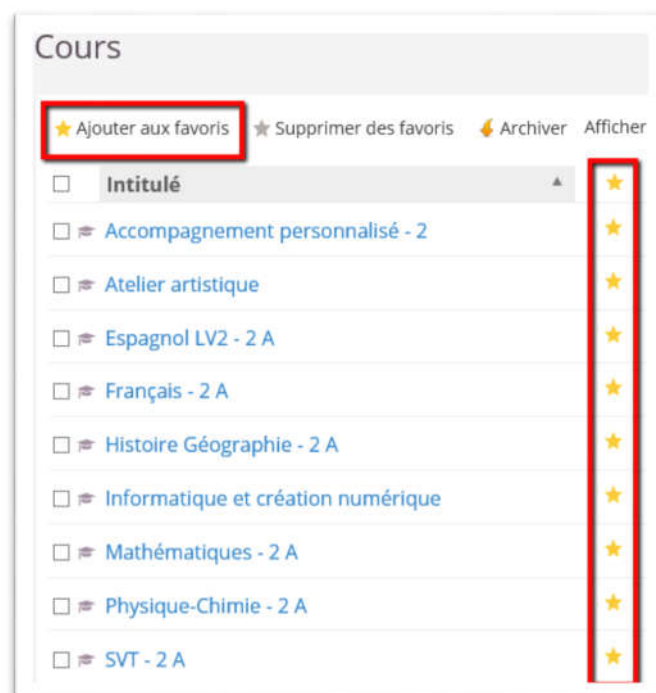 Cours
Ajouter aux favoris Supprimer des favoris Archiver Afficher
Intitulé
Accompagnement personnalisé - 2
Atelier artistique
Espagnol LV2 - 2 A
Français - 2 A
Histoire Géographie - 2 A
Informatique et création numérique
Mathématiques - 2 A
Physique-Chimie - 2 A
SVT - 2 A